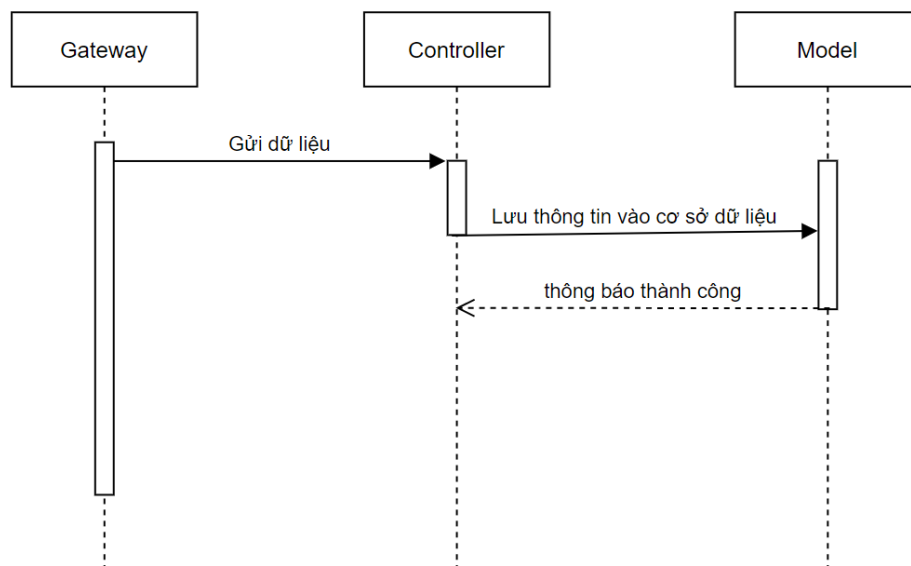 Gateway
Controller
Model
Gửi dữ liệu
Lưu thông tin vào cơ sở dữ liệu
thông báo thành công